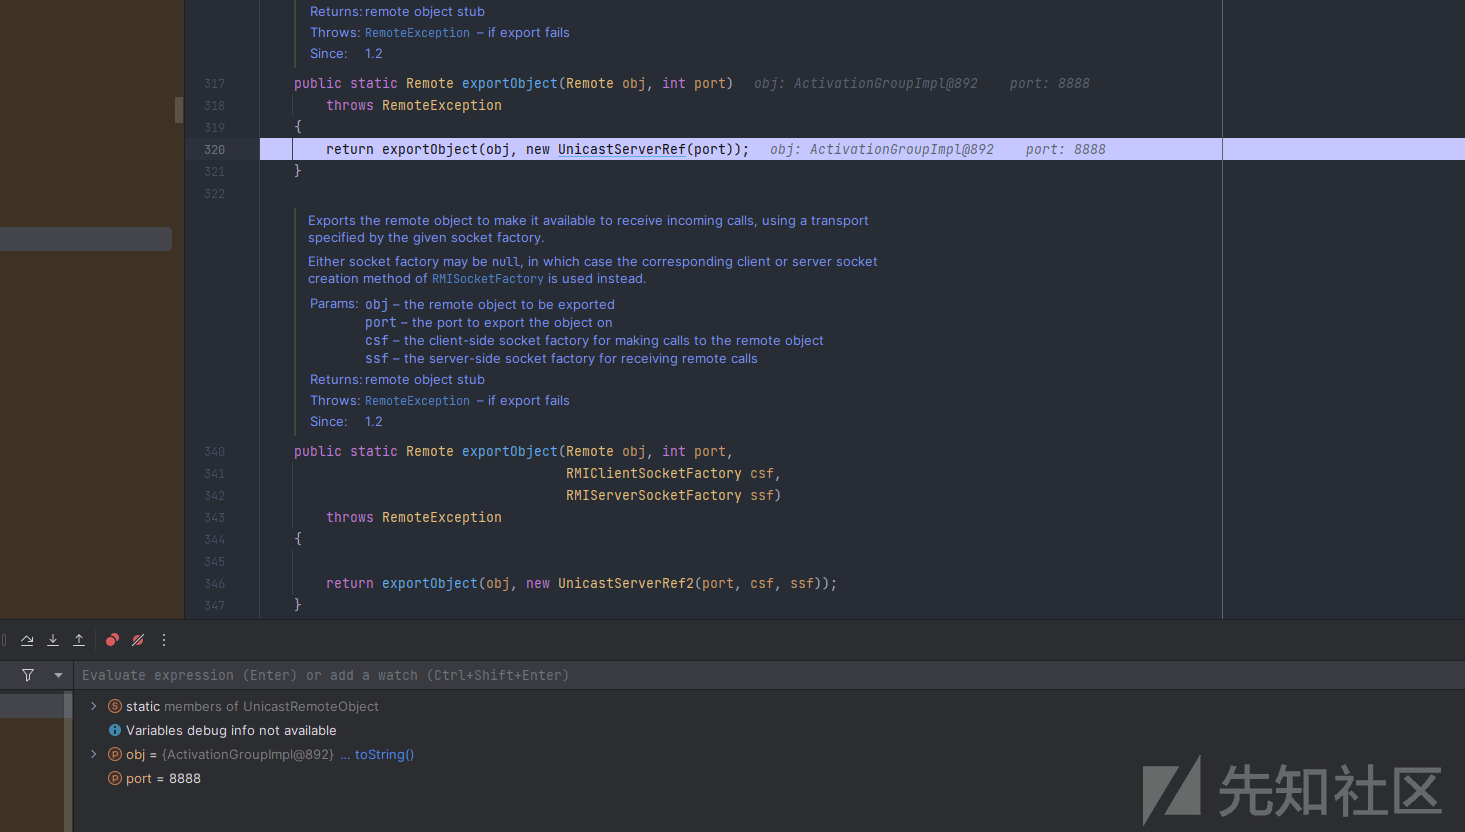 Returns: remote object stub
Throws: RemoteException – if export fails
Since: 1.2
317 public static Remote exportObject(Remote obj, int port) obj: ActivationGroupImpl@892 port: 8888
318 throws RemoteException
319 {
320 return exportObject(obj, new UnicastServerRef(port)); obj: ActivationGroupImpl@892 port: 8888
321 }
322
Exports the remote object to make it available to receive incoming calls, using a transport
specified by the given socket factory.
Either socket factory may be null, in which case the corresponding client or server socket
creation method of RMISocketFactory is used instead.
Params: obj – the remote object to be exported
port – the port to export the object on
csf – the client-side socket factory for making calls to the remote object
ssf – the server-side socket factory for receiving remote calls
Returns: remote object stub
Throws: RemoteException – if export fails
Since: 1.2
340 public static Remote exportObject(Remote obj, int port,
341 RMIClientSocketFactory csf,
342 RMIServerSocketFactory ssf)
343 throws RemoteException
344 {
345
346 return exportObject(obj, new UnicastServerRef2(port, csf, ssf));
347 }
Evaluate expression (Enter) or add a watch (Ctrl+Shift+Enter)
S static members of UnicastRemoteObject
i Variables debug info not available
p obj = {ActivationGroupImpl@892} ... toString()
p port = 8888
先知社区